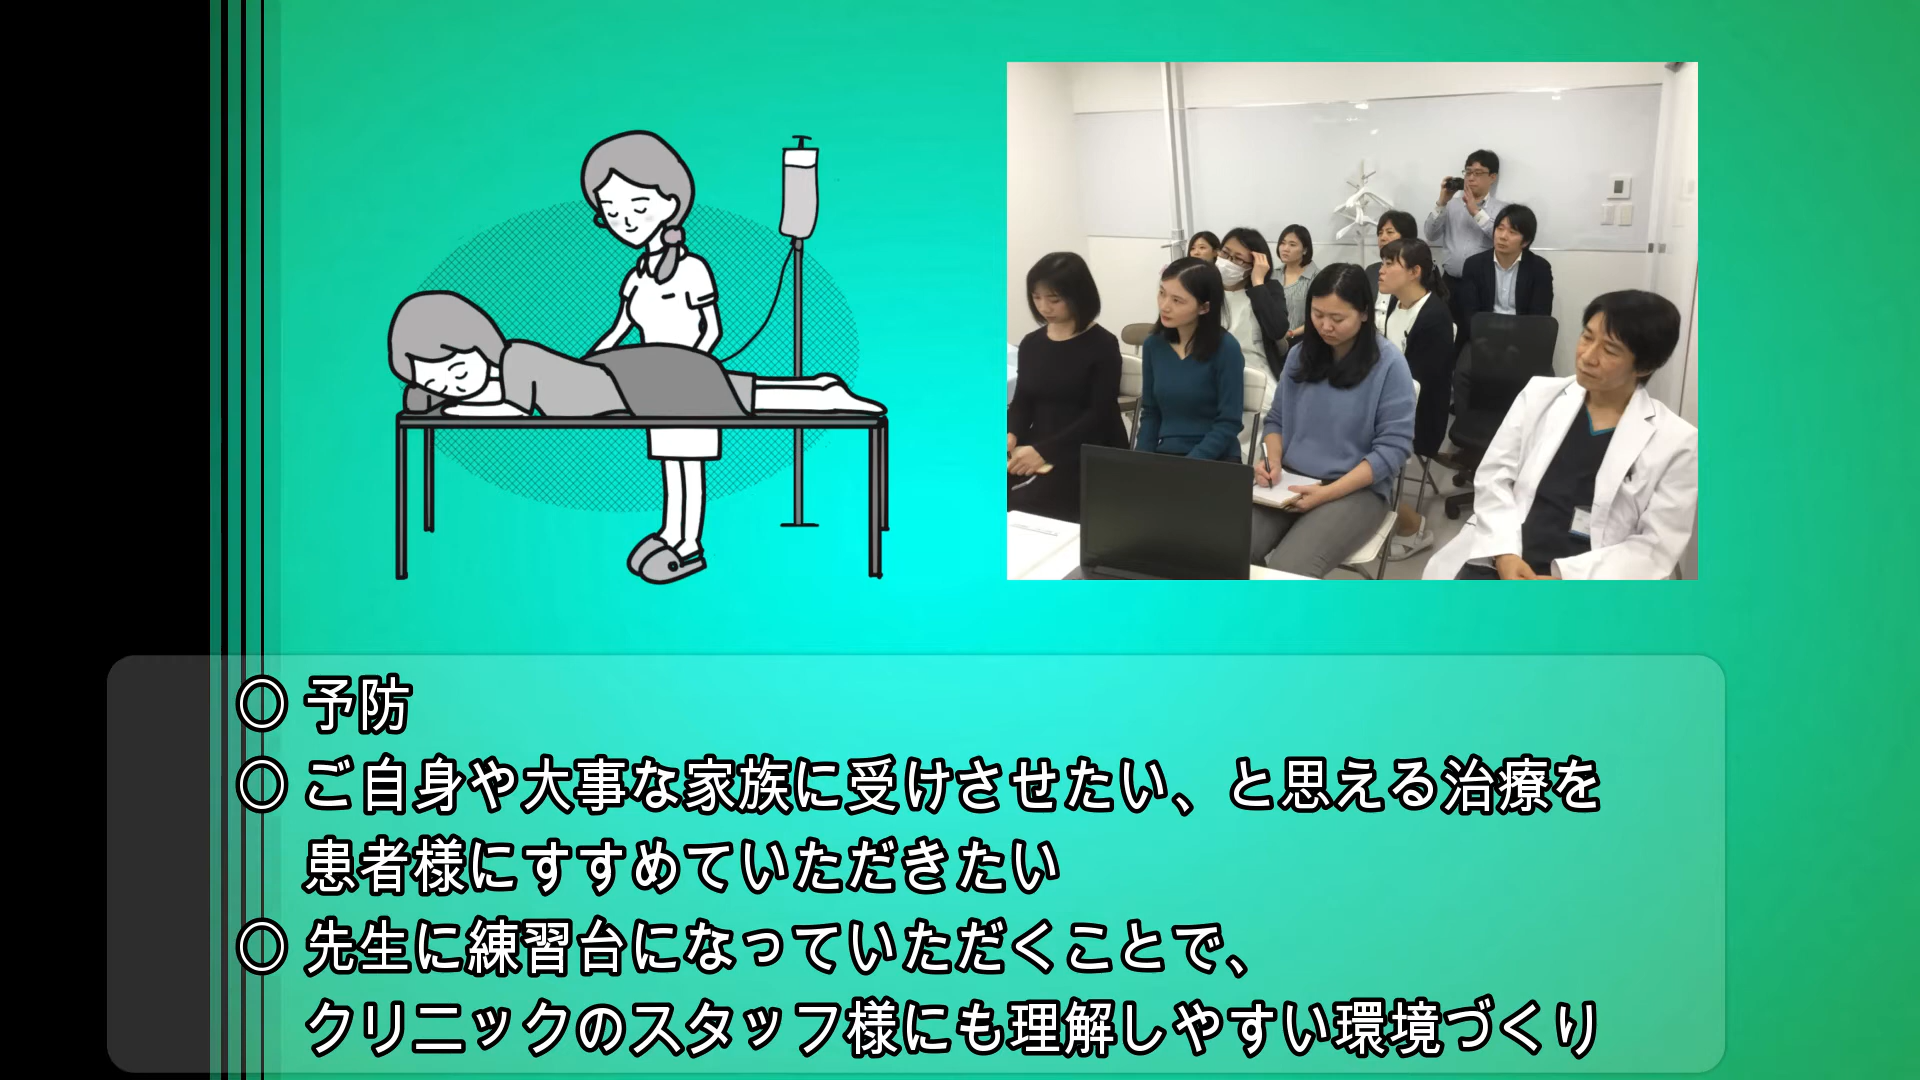 ○ 予防
○ ご自身や大事な家族に受けさせたい、と思える治療を
患者様にすすめていただきたい
○ 先生に練習台になっていただくことで、
クリニックのスタッフ様にも理解しやすい環境づくり